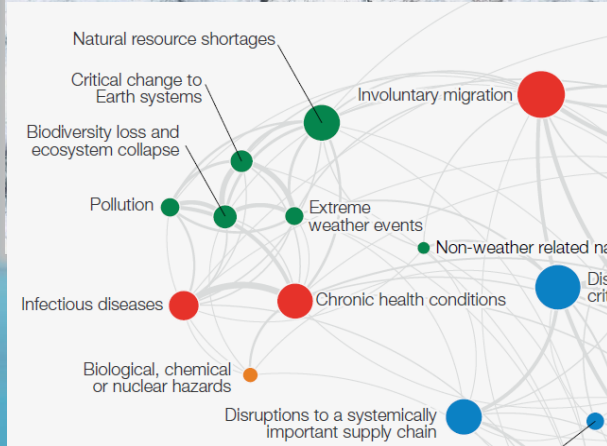 Natural resource shortages
Critical change to
Earth systems
Involuntary migration
Biodiversity loss and
ecosystem collapse
Pollution
Extreme
weather events
Non-weather related
Infectious diseases
Chronic health conditions
Biological, chemical
or nuclear hazards
Disruptions to a systemically
important supply chain